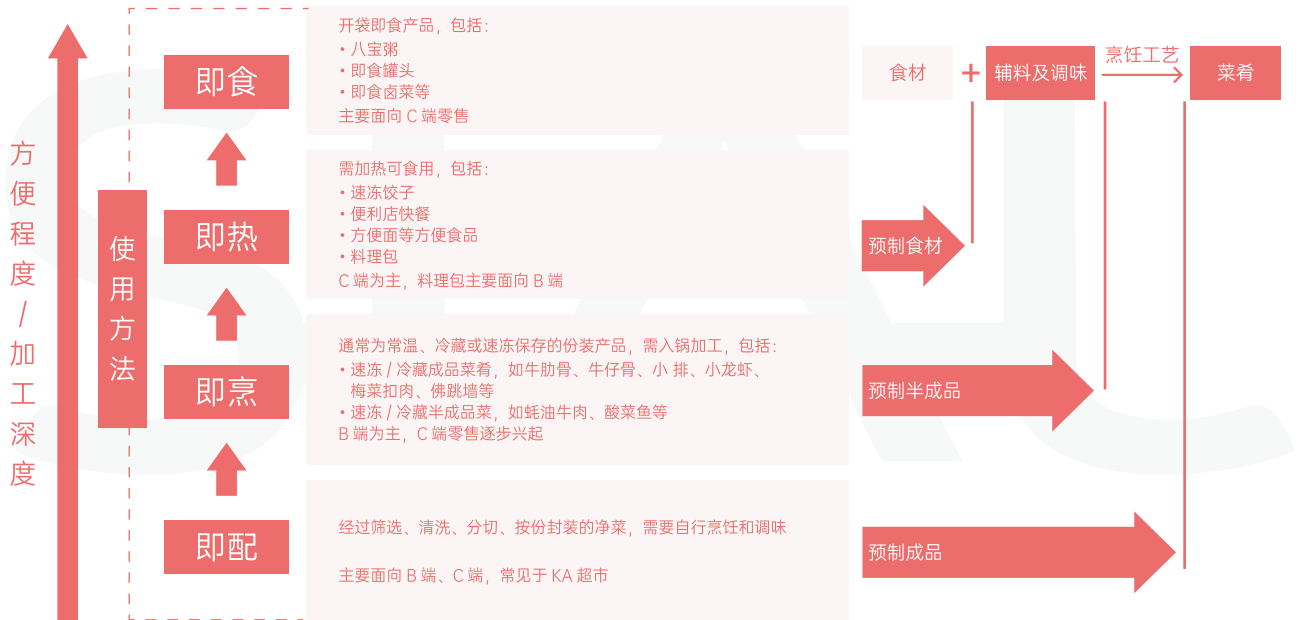 方便程度/加工深度
使用方法
即食
开袋即食产品，包括：
• 八宝粥
• 即食罐头
• 即食卤菜等
主要面向 C 端零售
即热
需加热可食用，包括：
• 速冻饺子
• 便利店快餐
• 方便面等方便食品
• 料理包
C 端为主，料理包主要面向 B 端
即烹
通常为常温、冷藏或速冻保存的份装产品，需入锅加工，包括：
• 速冻 / 冷藏成品菜肴，如牛肋骨、牛仔骨、小 排、小龙虾、
梅菜扣肉、佛跳墙等
• 速冻 / 冷藏半成品菜，如蚝油牛肉、酸菜鱼等
B 端为主，C 端零售逐步兴起
即配
经过筛选、清洗、分切、按份封装的净菜，需要自行烹饪和调味
主要面向 B 端、C 端，常见于 KA 超市
食材
+
辅料及调味
烹饪工艺
菜肴
预制食材
预制半成品
预制成品
SIAL